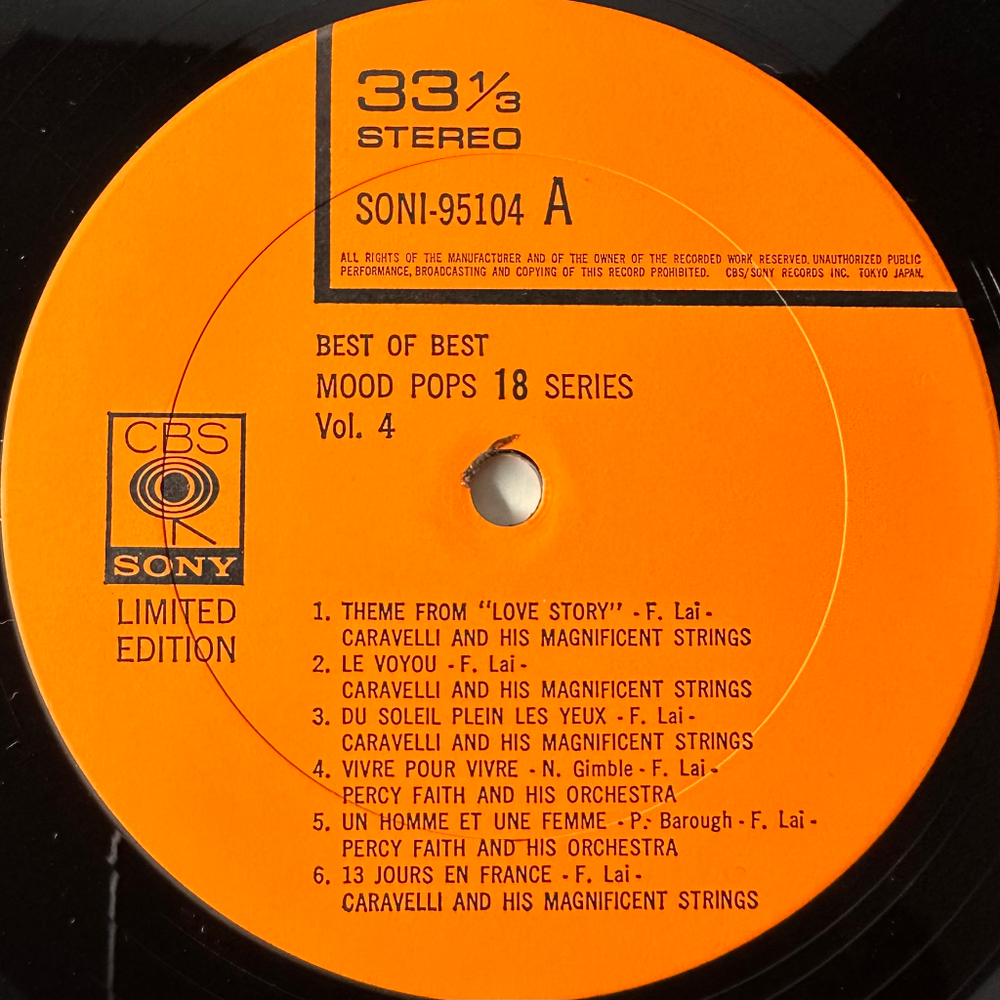 33 1/3
STEREO
SONI-95104 A
ALL RIGHTS OF THE MANUFACTURER AND OF THE OWNER OF THE RECORDED WORK RESERVED. UNAUTHORIZED PUBLIC
PERFORMANCE, BROADCASTING AND COPYING OF THIS RECORD PROHIBITED. CBS/SONY RECORDS INC. TOKYO JAPAN.
BEST OF BEST
MOOD POPS 18 SERIES
Vol. 4
CBS
SONY
LIMITED
EDITION
1. THEME FROM "LOVE STORY" - F. Lai -
CARAVELLI AND HIS MAGNIFICENT STRINGS
2. LE VOYOU - F. Lai -
CARAVELLI AND HIS MAGNIFICENT STRINGS
3. DU SOLEIL PLEIN LES YEUX - F. Lai -
CARAVELLI AND HIS MAGNIFICENT STRINGS
4. VIVRE POUR VIVRE - N. Gimble - F. Lai -
PERCY FAITH AND HIS ORCHESTRA
5. UN HOMME ET UNE FEMME - P. Barough - F. Lai -
PERCY FAITH AND HIS ORCHESTRA
6. 13 JOURS EN FRANCE - F. Lai -
CARAVELLI AND HIS MAGNIFICENT STRINGS